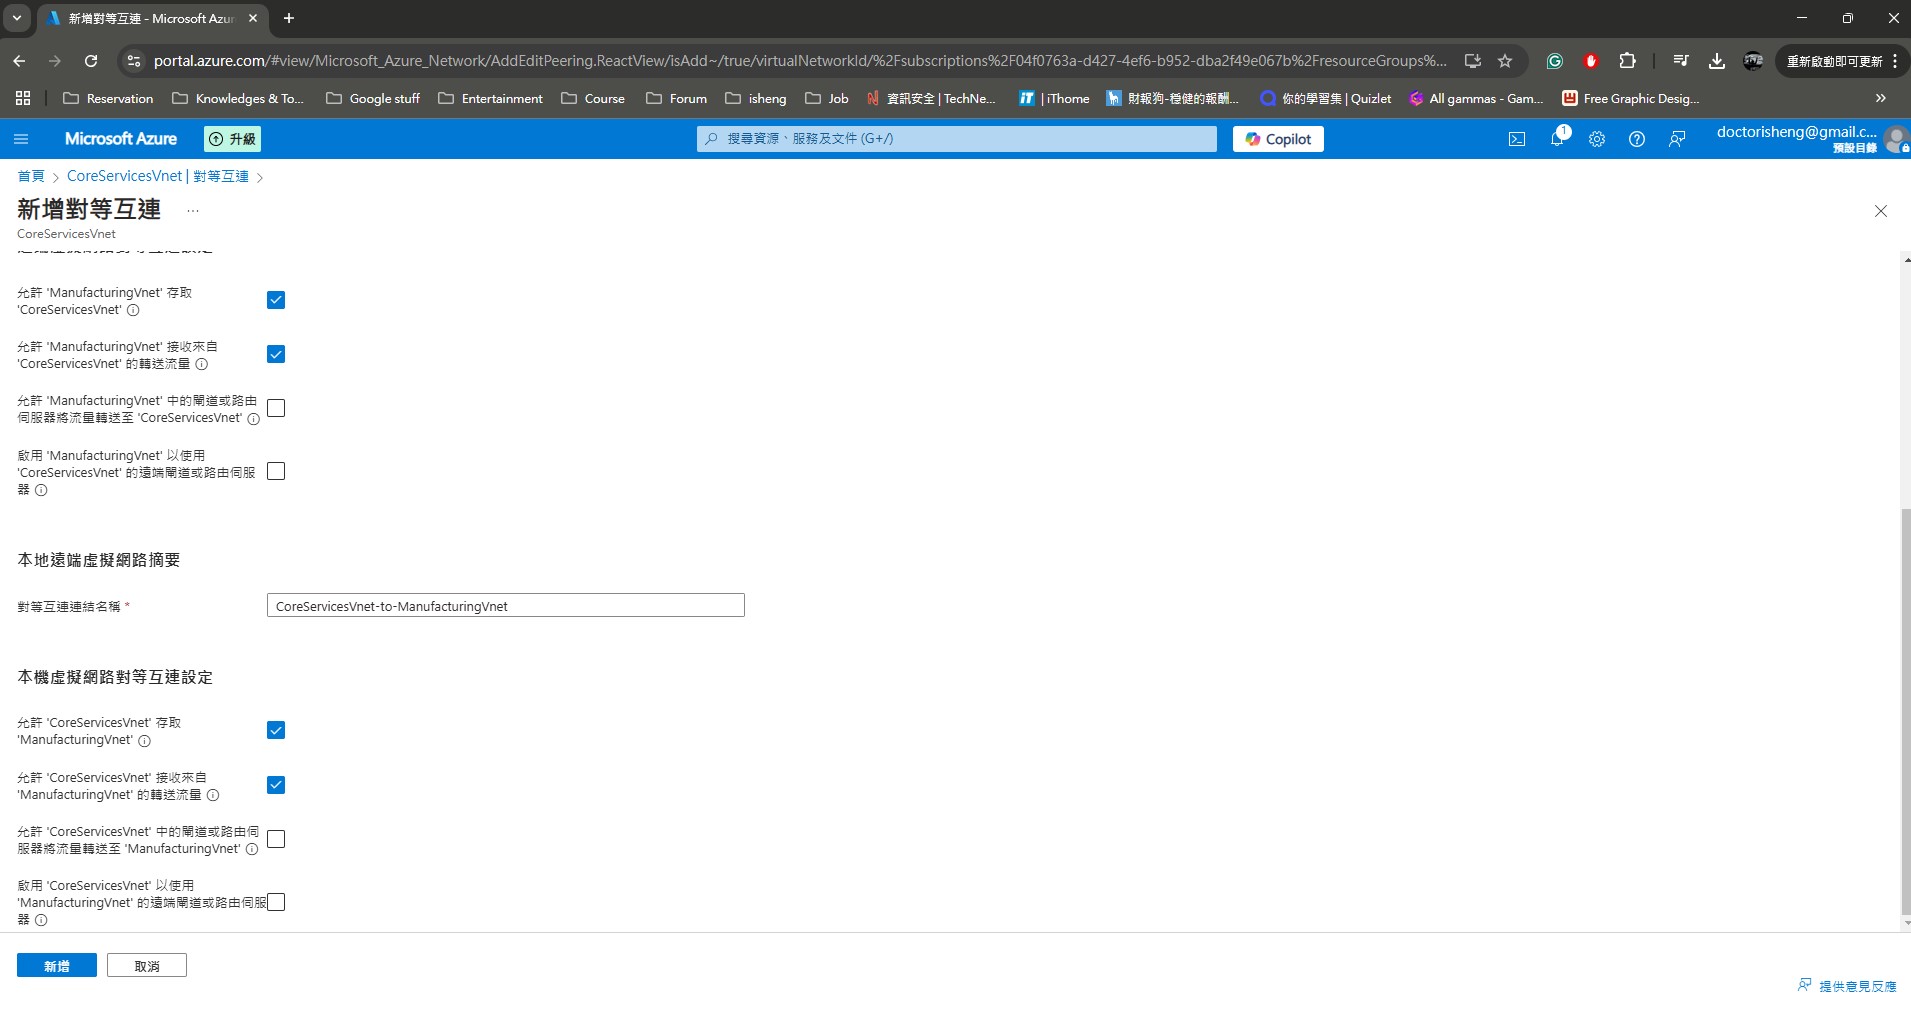 新增對等互連 - Microsoft Azur
portal.azure.com/#view/Microsoft_Azure_Network/AddEditPeering.ReactView/isAdd~/true/virtualNetworkId/%2Fsubscriptions%2F04f0763a-d427-4ef6-b952-dba2f49e067b%2FresourceGroups%...
重新啟動即可更新
Reservation
Knowledges & To...
Google stuff
Entertainment
Course
Forum
isheng
Job
資訊安全 | TechNe...
iT | iThome
財報狗-穩健的報酬...
你的學習集 | Quizlet
All gammas - Gam...
Free Graphic Desig...
Microsoft Azure
升級
搜尋資源、服務及文件 (G+/)
Copilot
1
doctorisheng@gmail.c...
預設目錄
首頁 > CoreServicesVnet | 對等互連 >
新增對等互連 ...
CoreServicesVnet
允許 'ManufacturingVnet' 存取
'CoreServicesVnet'
允許 'ManufacturingVnet' 接收來自
'CoreServicesVnet' 的轉送流量
允許 'ManufacturingVnet' 中的閘道或路由
伺服器將流量轉送至 'CoreServicesVnet'
啟用 'ManufacturingVnet' 以使用
'CoreServicesVnet' 的遠端閘道或路由伺服
器
本地遠端虛擬網路摘要
對等互連連結名稱 *
CoreServicesVnet-to-ManufacturingVnet
本機虛擬網路對等互連設定
允許 'CoreServicesVnet' 存取
'ManufacturingVnet'
允許 'CoreServicesVnet' 接收來自
'ManufacturingVnet' 的轉送流量
允許 'CoreServicesVnet' 中的閘道或路由伺
服器將流量轉送至 'ManufacturingVnet'
啟用 'CoreServicesVnet' 以使用
'ManufacturingVnet' 的遠端閘道或路由伺服
器
新增
取消
提供意見反應